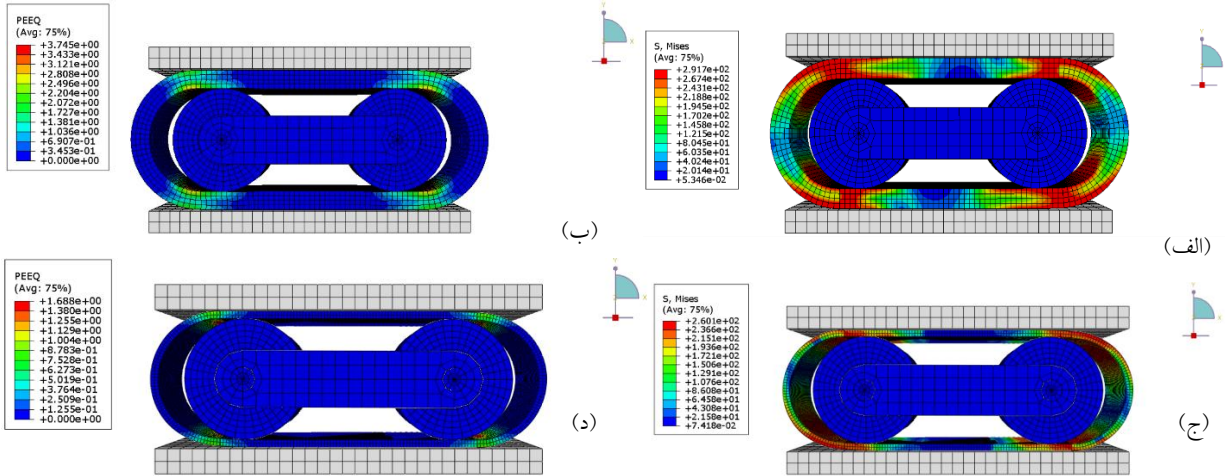 PEEQ
(Avg: 75%)
+3.745e+00
+3.433e+00
+3.121e+00
+2.808e+00
+2.496e+00
+2.204e+00
+2.072e+00
+1.727e+00
+1.381e+00
+1.036e+00
+6.907e-01
+3.453e-01
+0.000e+00
Y
X
(ب)
S, Mises
(Avg: 75%)
+2.917e+02
+2.674e+02
+2.431e+02
+2.188e+02
+1.945e+02
+1.702e+02
+1.458e+02
+1.215e+02
+8.045e+01
+6.035e+01
+4.024e+01
+2.014e+01
+5.346e-02
Y
X
(الف)
PEEQ
(Avg: 75%)
+1.688e+00
+1.380e+00
+1.255e+00
+1.129e+00
+1.004e+00
+8.783e-01
+7.528e-01
+6.273e-01
+5.019e-01
+3.764e-01
+2.509e-01
+1.255e-01
+0.000e+00
Y
X
(د)
S, Mises
(Avg: 75%)
+2.601e+02
+2.366e+02
+2.151e+02
+1.936e+02
+1.721e+02
+1.506e+02
+1.291e+02
+1.076e+02
+8.608e+01
+6.458e+01
+4.308e+01
+2.158e+01
+7.418e-02
Y
X
(ج)